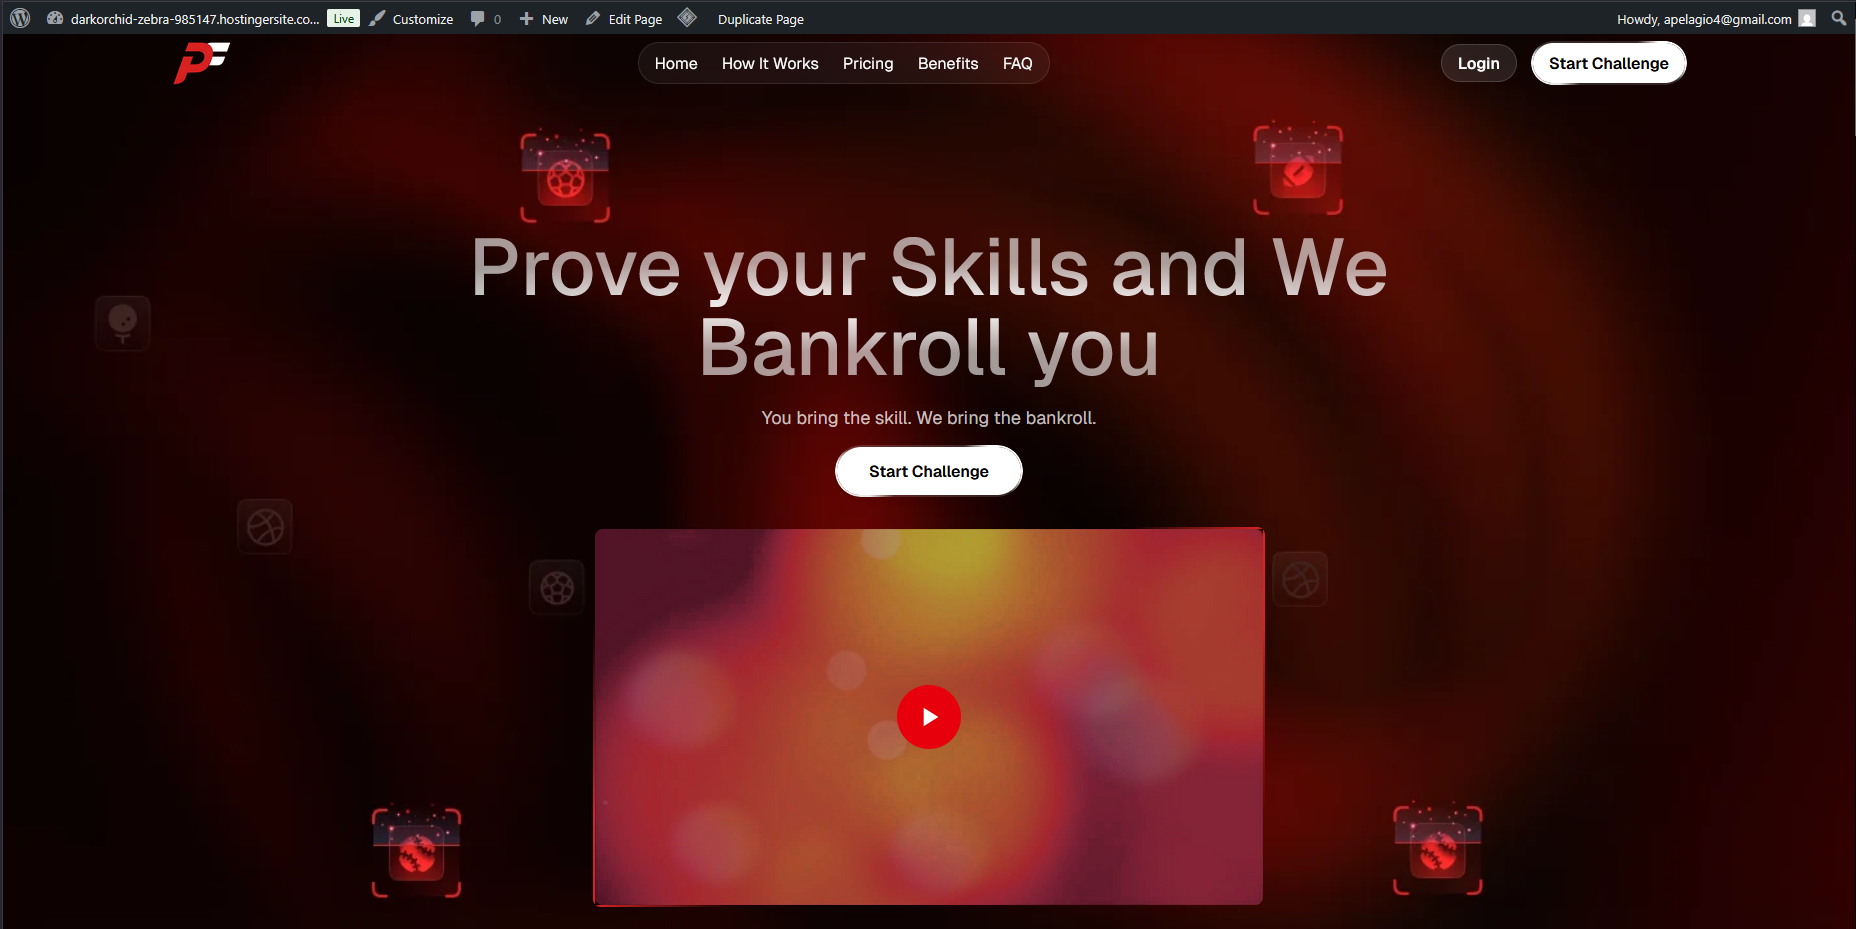 darkorchid-zebra-985147.hostingersite.co... Live Customize 0 New Edit Page Duplicate Page Howdy, apelagio4@gmail.com
PF Home How It Works Pricing Benefits FAQ Login Start Challenge
Prove your Skills and We
Bankroll you
You bring the skill. We bring the bankroll.
Start Challenge